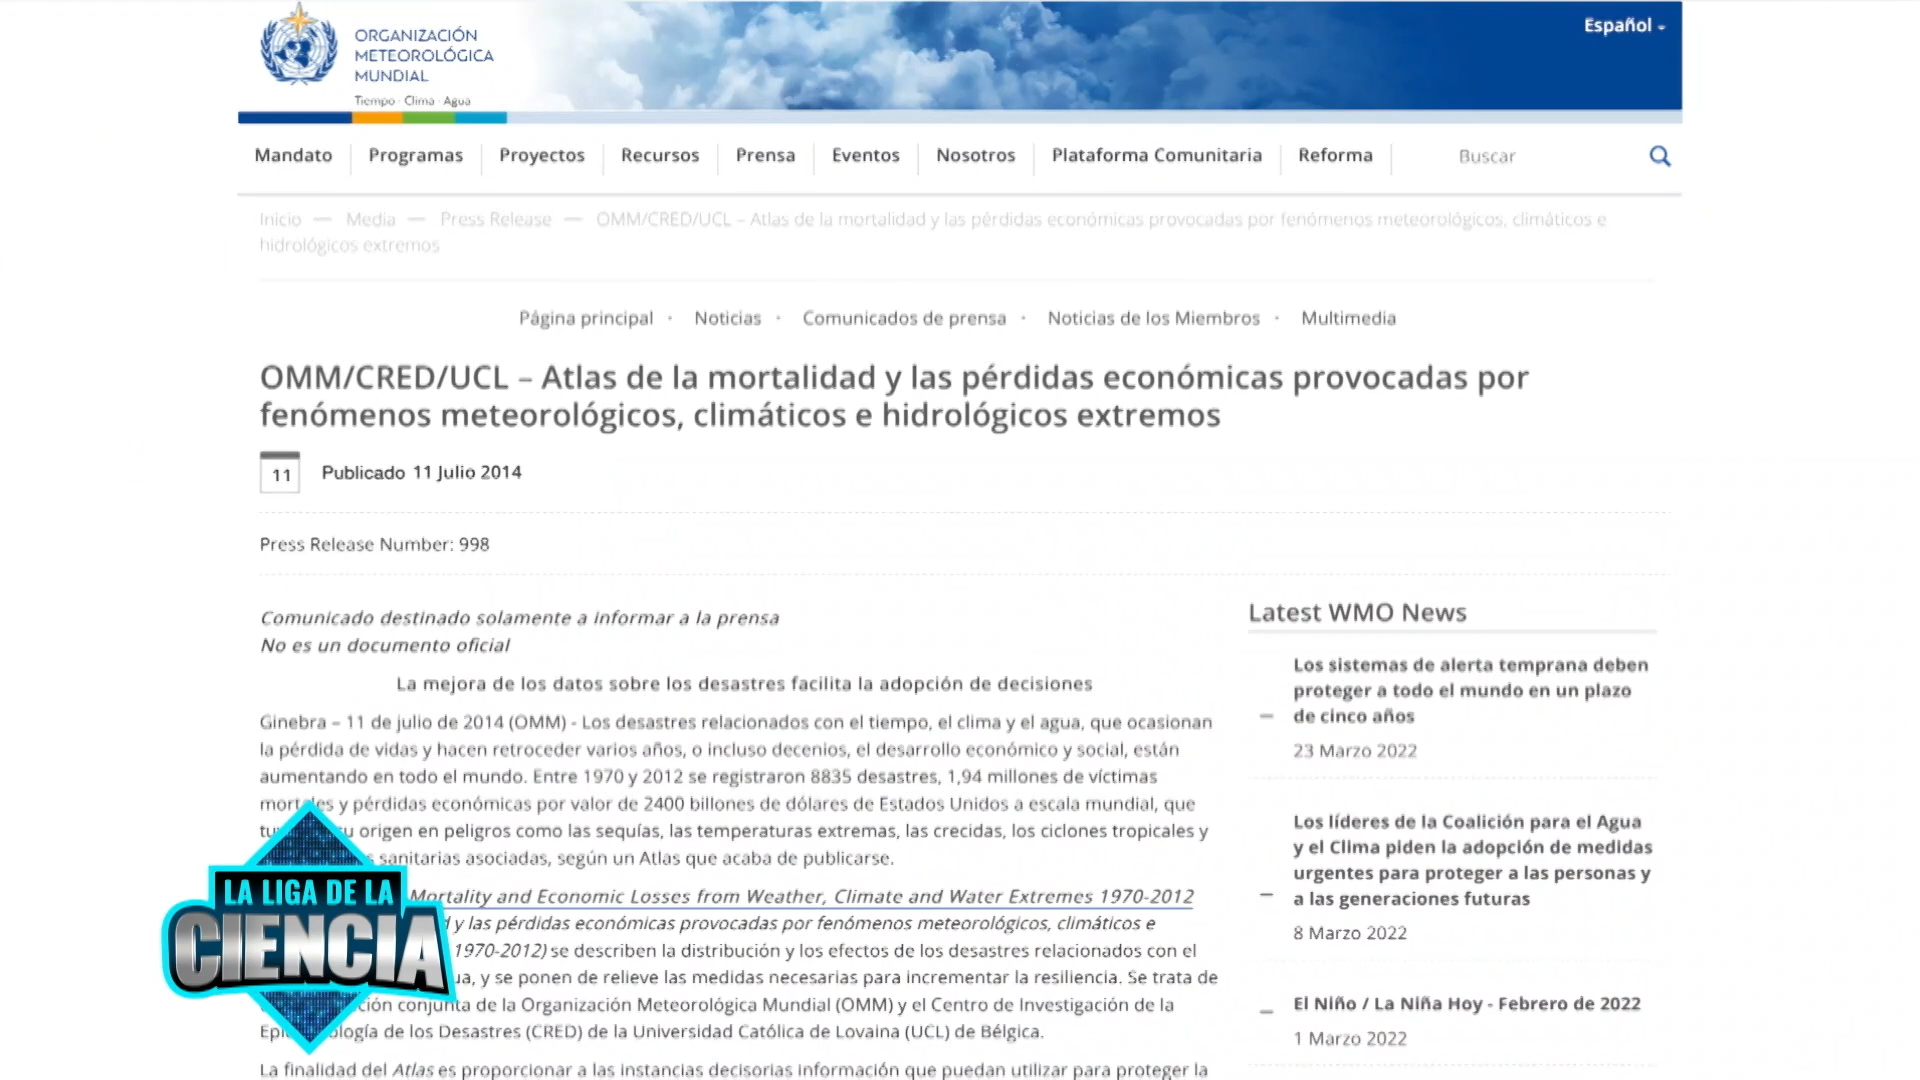 ORGANIZACIÓN
METEOROLÓGICA
MUNDIAL
Tiempo · Clima · Agua
Español
Mandato Programas Proyectos Recursos Prensa Eventos Nosotros Plataforma Comunitaria Reforma Buscar
Inicio — Media — Press Release — OMM/CRED/UCL – Atlas de la mortalidad y las pérdidas económicas provocadas por fenómenos meteorológicos, climáticos e
hidrológicos extremos
Página principal · Noticias · Comunicados de prensa · Noticias de los Miembros · Multimedia
OMM/CRED/UCL – Atlas de la mortalidad y las pérdidas económicas provocadas por
fenómenos meteorológicos, climáticos e hidrológicos extremos
11 Publicado 11 Julio 2014
Press Release Number: 998
Comunicado destinado solamente a informar a la prensa
No es un documento oficial
La mejora de los datos sobre los desastres facilita la adopción de decisiones
Ginebra – 11 de julio de 2014 (OMM) - Los desastres relacionados con el tiempo, el clima y el agua, que ocasionan
la pérdida de vidas y hacen retroceder varios años, o incluso decenios, el desarrollo económico y social, están
aumentando en todo el mundo. Entre 1970 y 2012 se registraron 8835 desastres, 1,94 millones de víctimas
y pérdidas económicas por valor de 2400 billones de dólares de Estados Unidos a escala mundial, que
origen en peligros como las sequías, las temperaturas extremas, las crecidas, los ciclones tropicales y
sanitarias asociadas, según un Atlas que acaba de publicarse.
Mortality and Economic Losses from Weather, Climate and Water Extremes 1970-2012
y las pérdidas económicas provocadas por fenómenos meteorológicos, climáticos e
1970-2012) se describen la distribución y los efectos de los desastres relacionados con el
y se ponen de relieve las medidas necesarias para incrementar la resiliencia. Se trata de
conjunta de la Organización Meteorológica Mundial (OMM) y el Centro de Investigación de la
de los Desastres (CRED) de la Universidad Católica de Lovaina (UCL) de Bélgica.
La finalidad del Atlas es proporcionar a las instancias decisorias información que puedan utilizar para proteger la
Latest WMO News
Los sistemas de alerta temprana deben
proteger a todo el mundo en un plazo
de cinco años
23 Marzo 2022
Los líderes de la Coalición para el Agua
y el Clima piden la adopción de medidas
urgentes para proteger a las personas y
a las generaciones futuras
8 Marzo 2022
El Niño / La Niña Hoy - Febrero de 2022
1 Marzo 2022
LA LIGA DE LA
CIENCIA